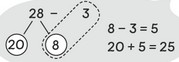 28 - 3
20 8
8 - 3 = 5
20 + 5 = 25